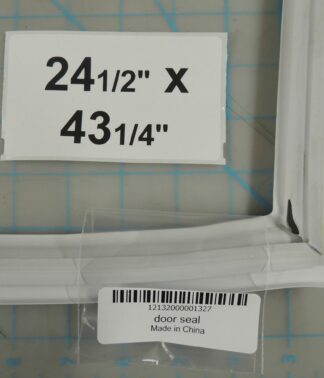 24 1/2" x
43 1/4"
12132000001327
door seal
Made in China